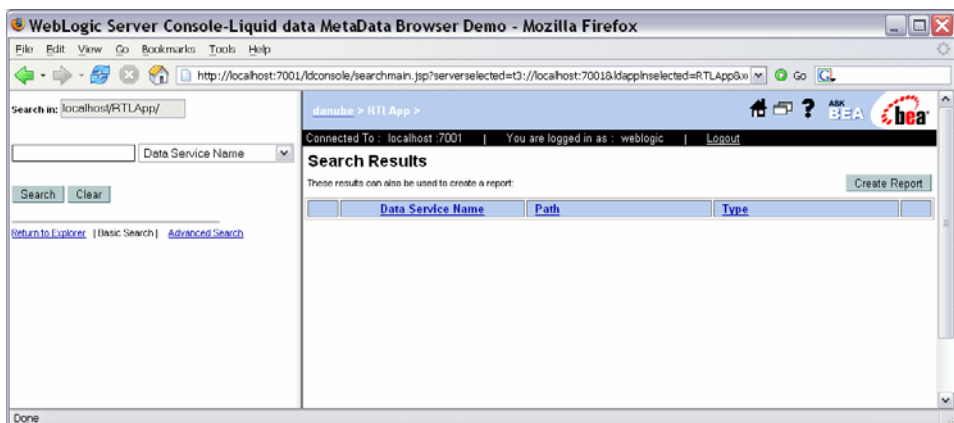 WebLogic Server Console-Liquid data MetaData Browser Demo - Mozilla Firefox
File Edit View Go Bookmarks Tools Help
http://localhost:7001/ldconsole/searchmain.jsp?serverselected=t3://localhost:7001&ldappInselected=RTLApp& Go
Search in: localhost/RTLApp/
danube > RTLApp >
ASK BEA
bea
Connected To : localhost :7001 | You are logged in as : weblogic | Logout
Data Service Name
Search Clear
Return to Explorer | Basic Search | Advanced Search
Search Results
These results can also be used to create a report:
Create Report
Data Service Name Path Type
Done